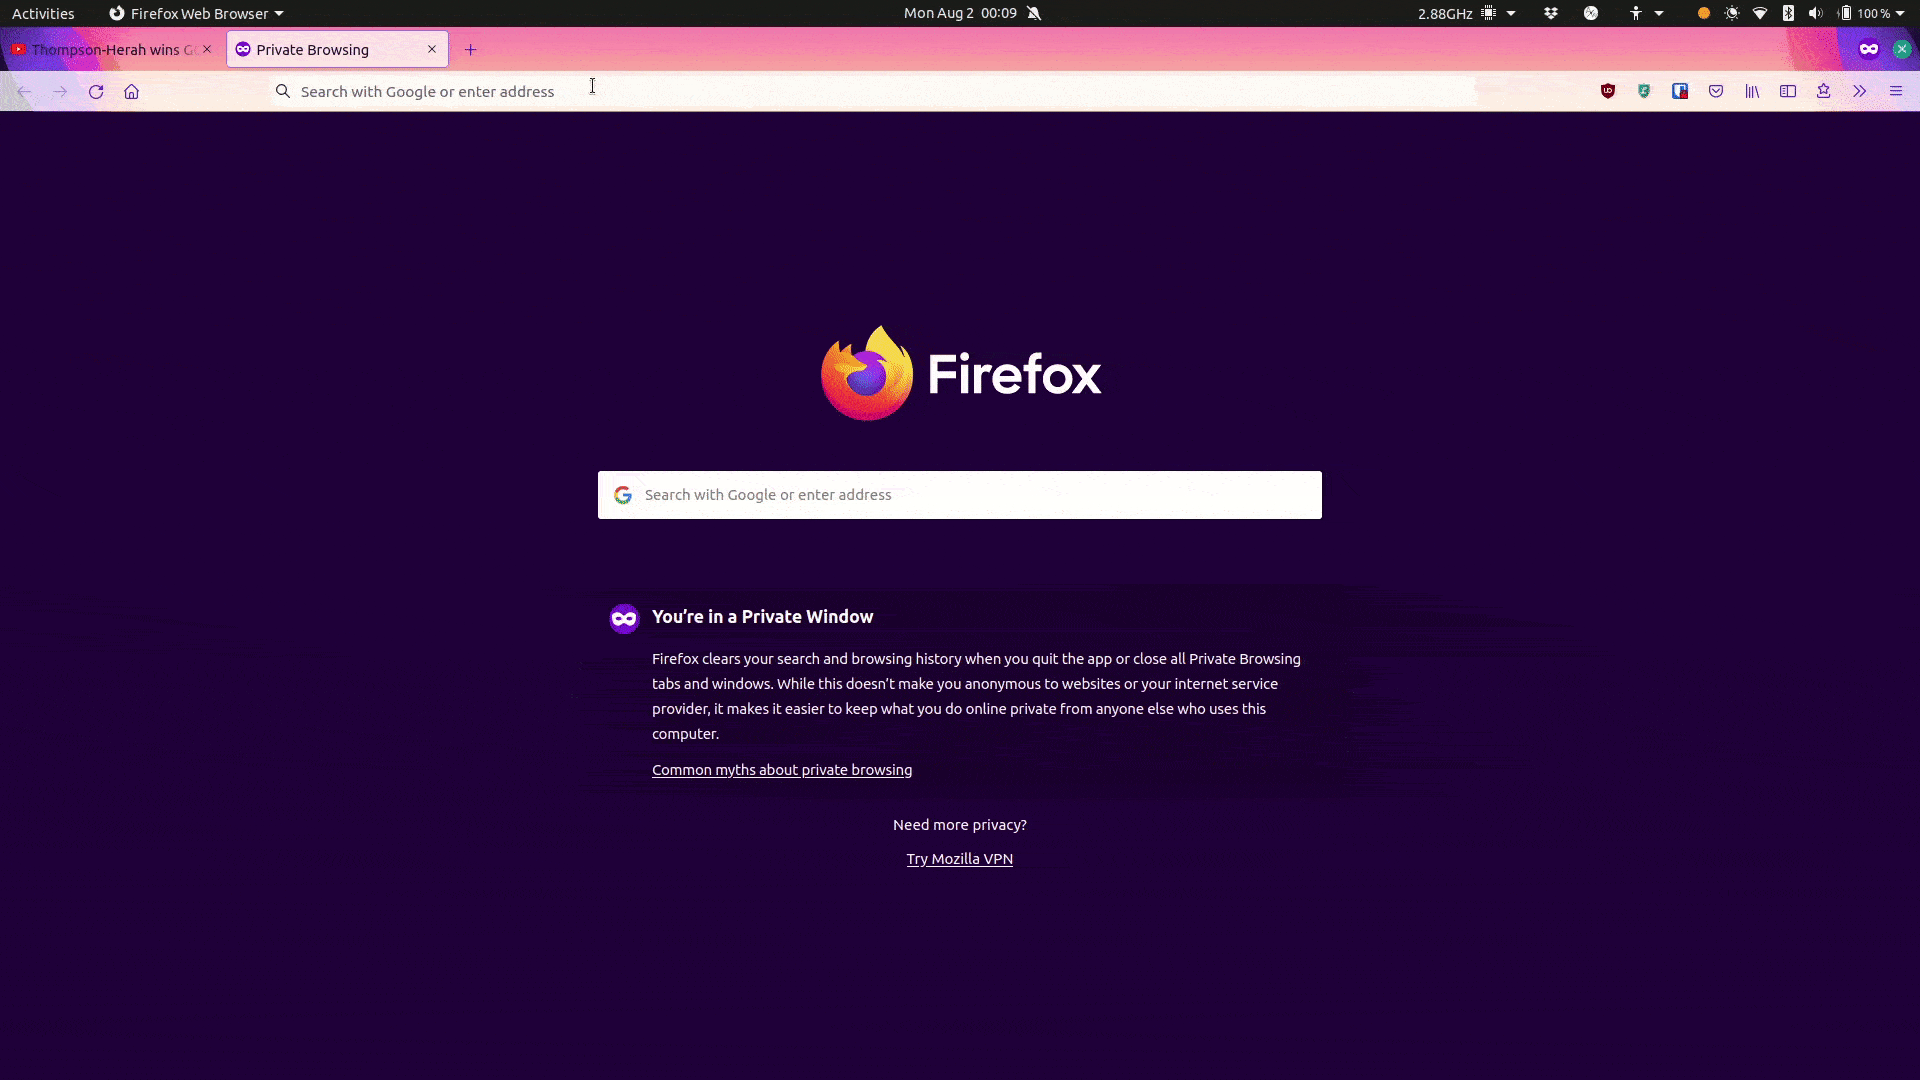 Activities
Firefox Web Browser
Mon Aug 2 00:09
2.88GHz
100 %
Thompson-Herah wins G
Private Browsing
Search with Google or enter address
Firefox
Search with Google or enter address
You’re in a Private Window
Firefox clears your search and browsing history when you quit the app or close all Private Browsing
tabs and windows. While this doesn’t make you anonymous to websites or your internet service
provider, it makes it easier to keep what you do online private from anyone else who uses this
computer.
Common myths about private browsing
Need more privacy?
Try Mozilla VPN